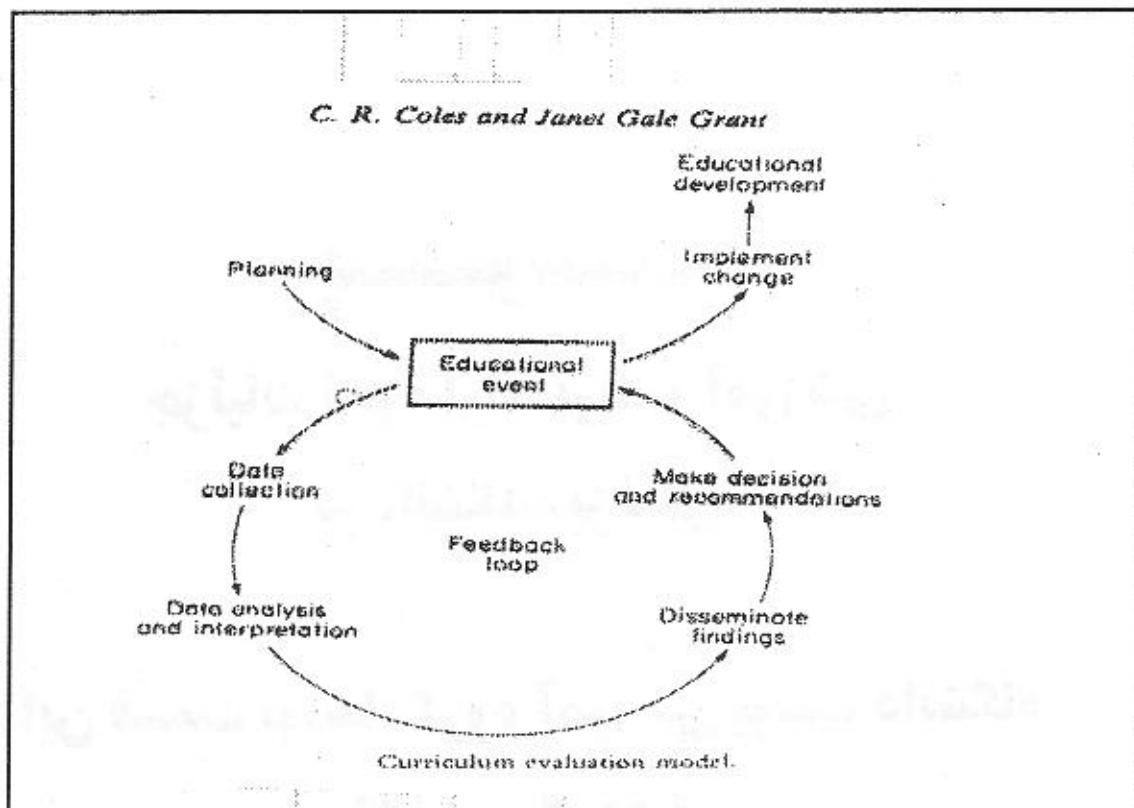 C. R. Coles and Janet Gale Grant
Educational
development
Planning
Implement
change
Educational
event
Data
collection
Make decision
and recommendations
Feedback
loop
Data analysis
and interpretation
Disseminate
findings
Curriculum evaluation model.